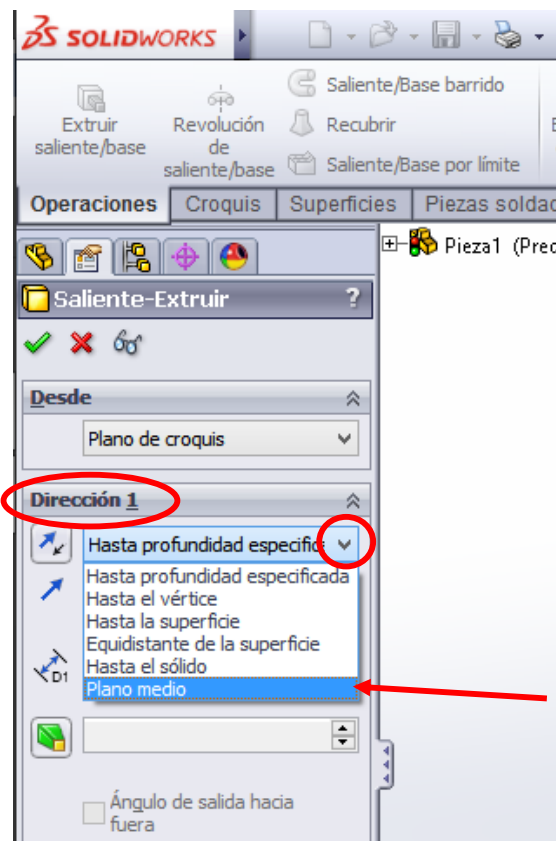 SOLIDWORKS
Extruir
saliente/base
Revolución
de
saliente/base
Saliente/Base barrido
Recubrir
Saliente/Base por límite
Operaciones Croquis Superficies Piezas soldad
Pieza1 (Prec
Saliente-Extruir ?
Desde
Plano de croquis
Dirección 1
Hasta profundidad especific
Hasta profundidad especificada
Hasta el vértice
Hasta la superficie
Equidistante de la superficie
Hasta el sólido
Plano medio
D1
Ángulo de salida hacia
fuera